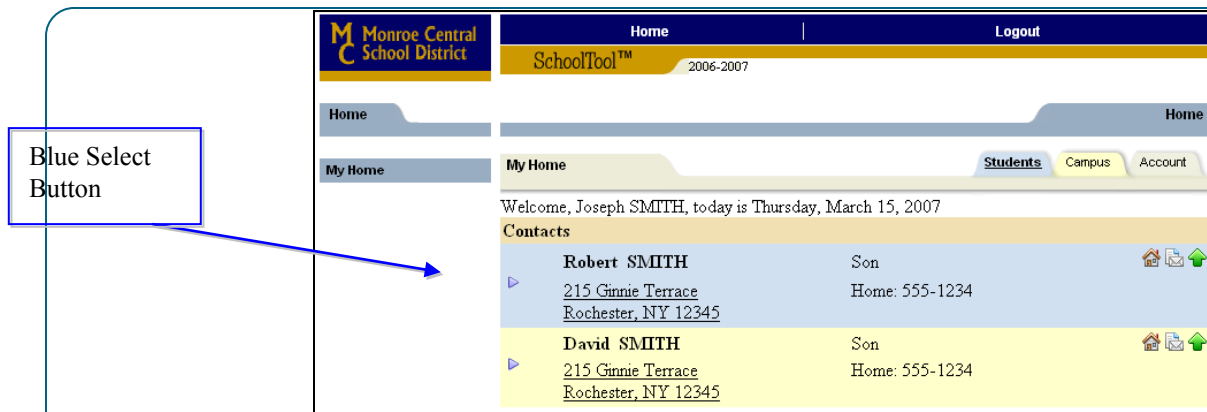 Monroe Central
School District
MC
Home
Logout
SchoolTool™
2006-2007
Home
Home
Blue Select
Button
My Home
My Home
Students
Campus
Account
Welcome, Joseph SMITH, today is Thursday, March 15, 2007
Contacts
Robert SMITH
Son
215 Ginnie Terrace
Home: 555-1234
Rochester, NY 12345
David SMITH
Son
215 Ginnie Terrace
Home: 555-1234
Rochester, NY 12345